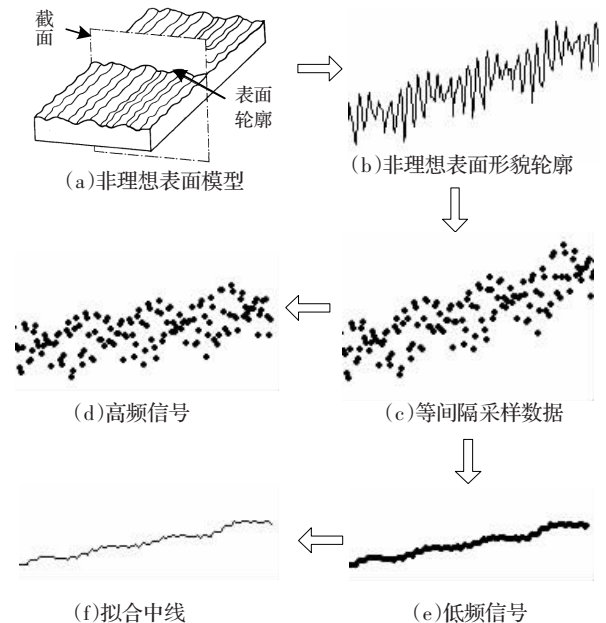 截
面
表面
轮廓
(a)非理想表面模型
(b)非理想表面形貌轮廓
(d)高频信号
(c)等间隔采样数据
(f)拟合中线
(e)低频信号